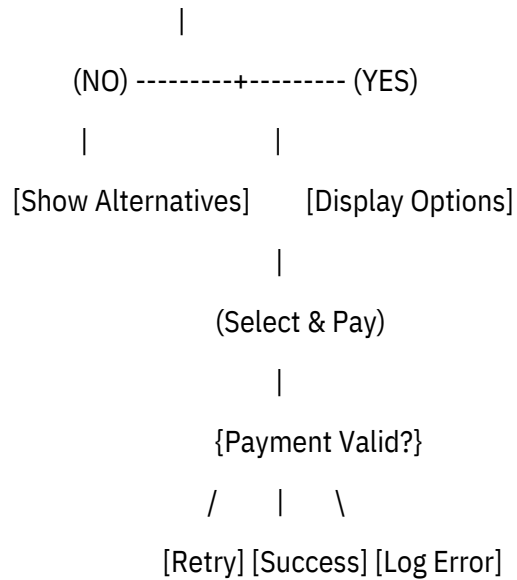 |
(NO) ---------+--------- (YES)
| |
[Show Alternatives] [Display Options]
|
(Select & Pay)
|
{Payment Valid?}
/ | \
[Retry] [Success] [Log Error]